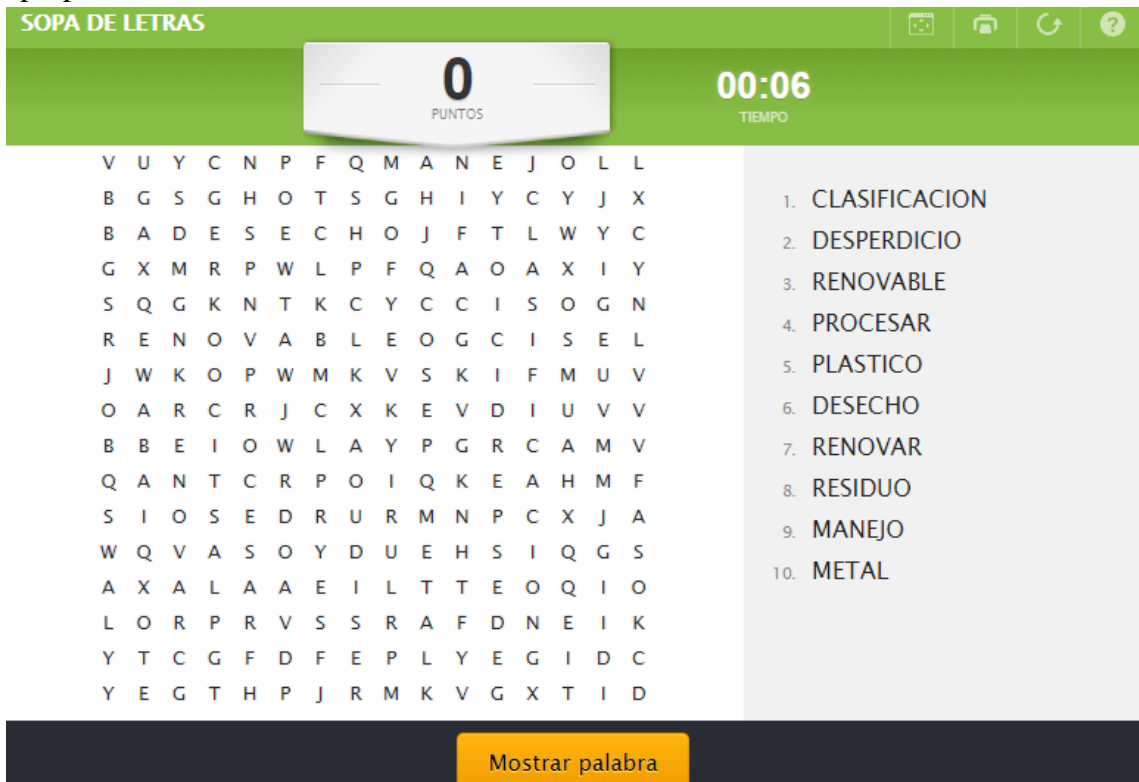 SOPA DE LETRAS
0
PUNTOS
00:06
TIEMPO
V U Y C N P F Q M A N E J O L L
B G S G H O T S G H I Y C Y J X
B A D E S E C H O J F T L W Y C
G X M R P W L P F Q A O A X I Y
S Q G K N T K C Y C C I S O G N
R E N O V A B L E O G C I S E L
J W K O P W M K V S K I F M U V
O A R C R J C X K E V D I U V V
B B E I O W L A Y P G R C A M V
Q A N T C R P O I Q K E A H M F
S I O S E D R U R M N P C X J A
W Q V A S O Y D U E H S I Q G S
A X A L A A E I L T T E O Q I O
L O R P R V S S R A F D N E I K
Y T C G F D F E P L Y E G I D C
Y E G T H P J R M K V G X T I D
1. CLASIFICACION
2. DESPERDICIO
3. RENOVABLE
4. PROCESAR
5. PLASTICO
6. DESECHO
7. RENOVAR
8. RESIDUO
9. MANEJO
10. METAL
Mostrar palabra